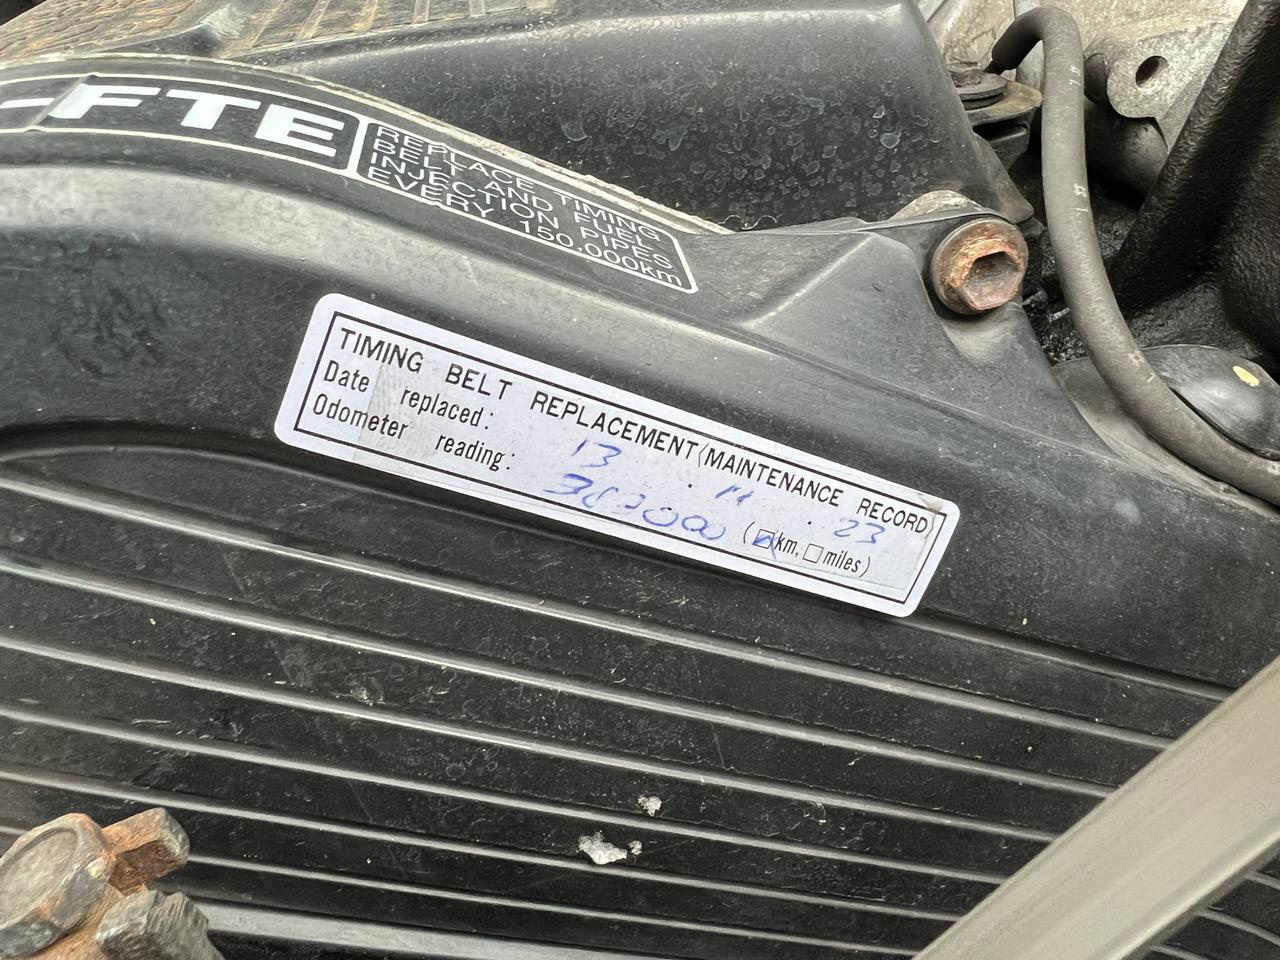 -FTE
REPLACE TIMING
BELT AND FUEL
INJECTION PIPES
EVERY 150,000km
TIMING BELT REPLACEMENT(MAINTENANCE RECORD)
Date replaced: 13 . 11 . 23
Odometer reading: (☑km, ☐miles)